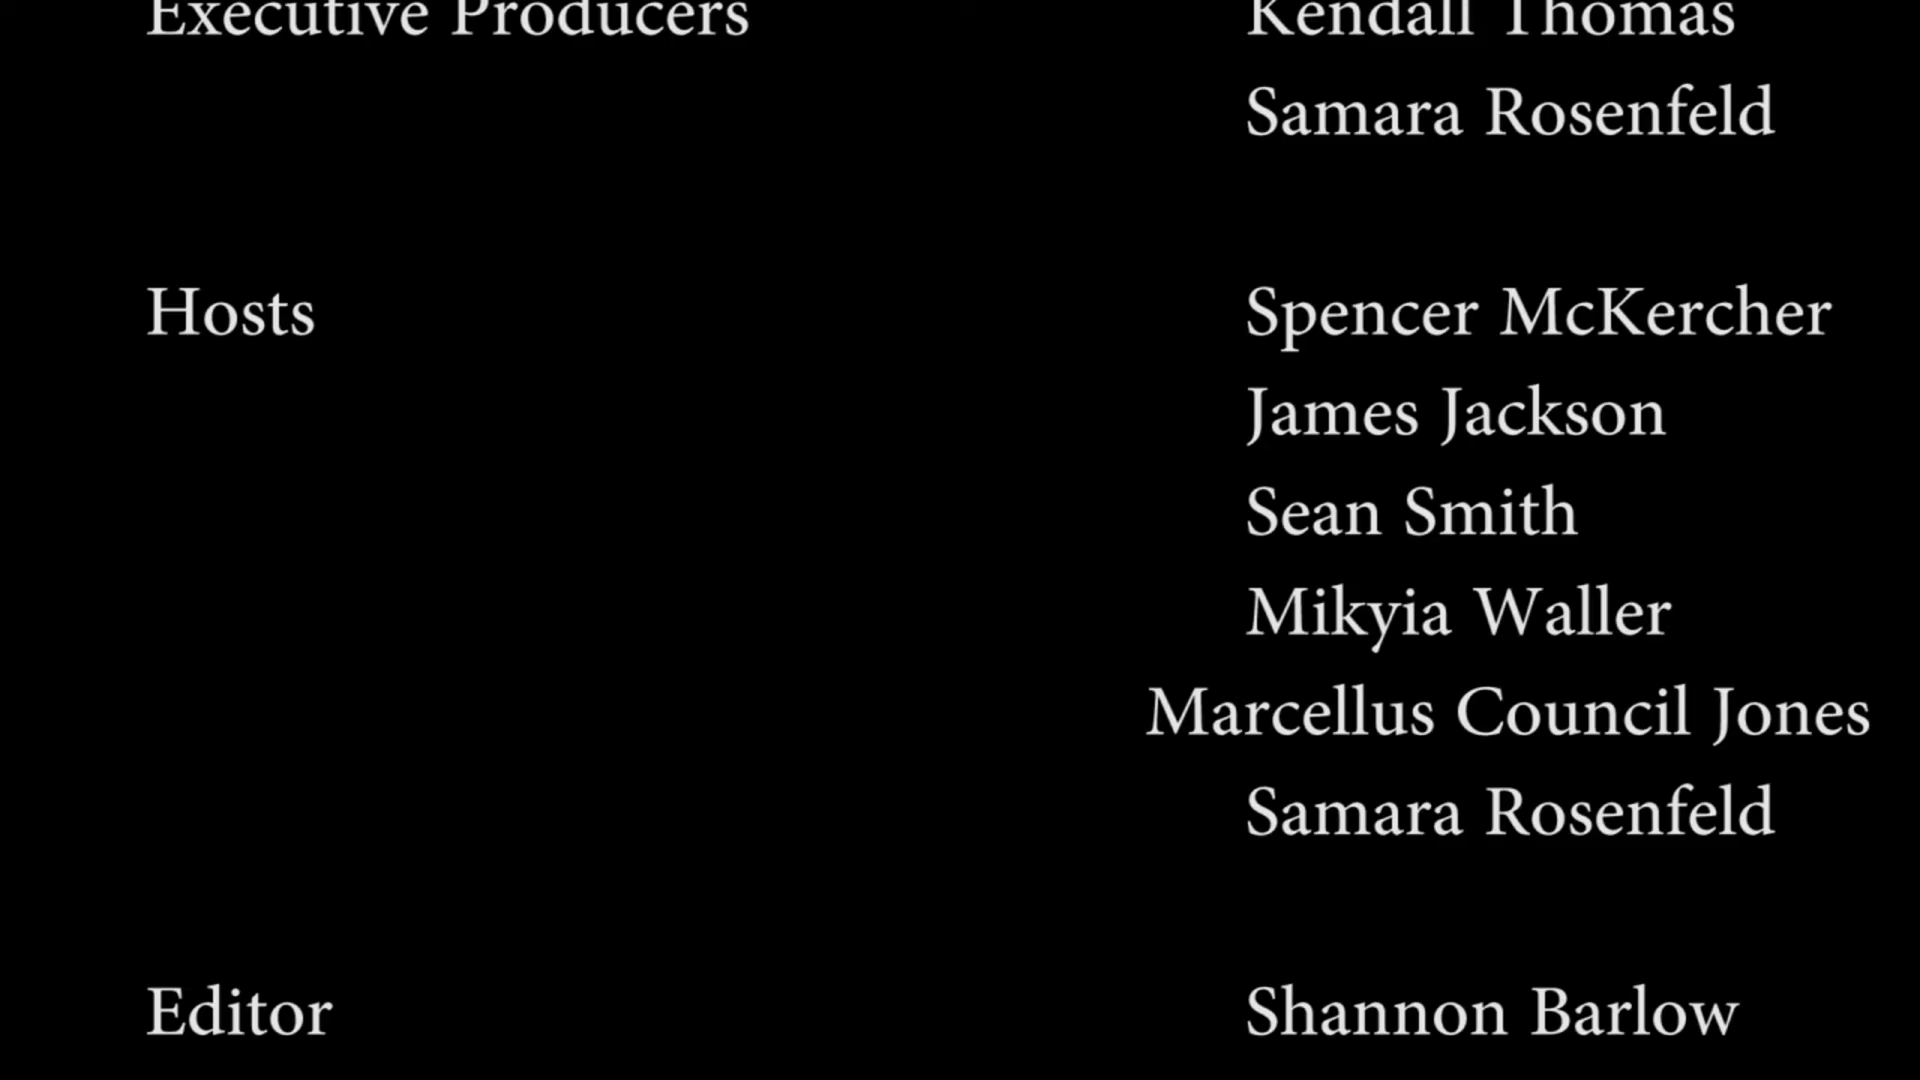 Executive Producers Kendall Thomas
Samara Rosenfeld
Hosts Spencer McKercher
James Jackson
Sean Smith
Mikyia Waller
Marcellus Council Jones
Samara Rosenfeld
Editor Shannon Barlow